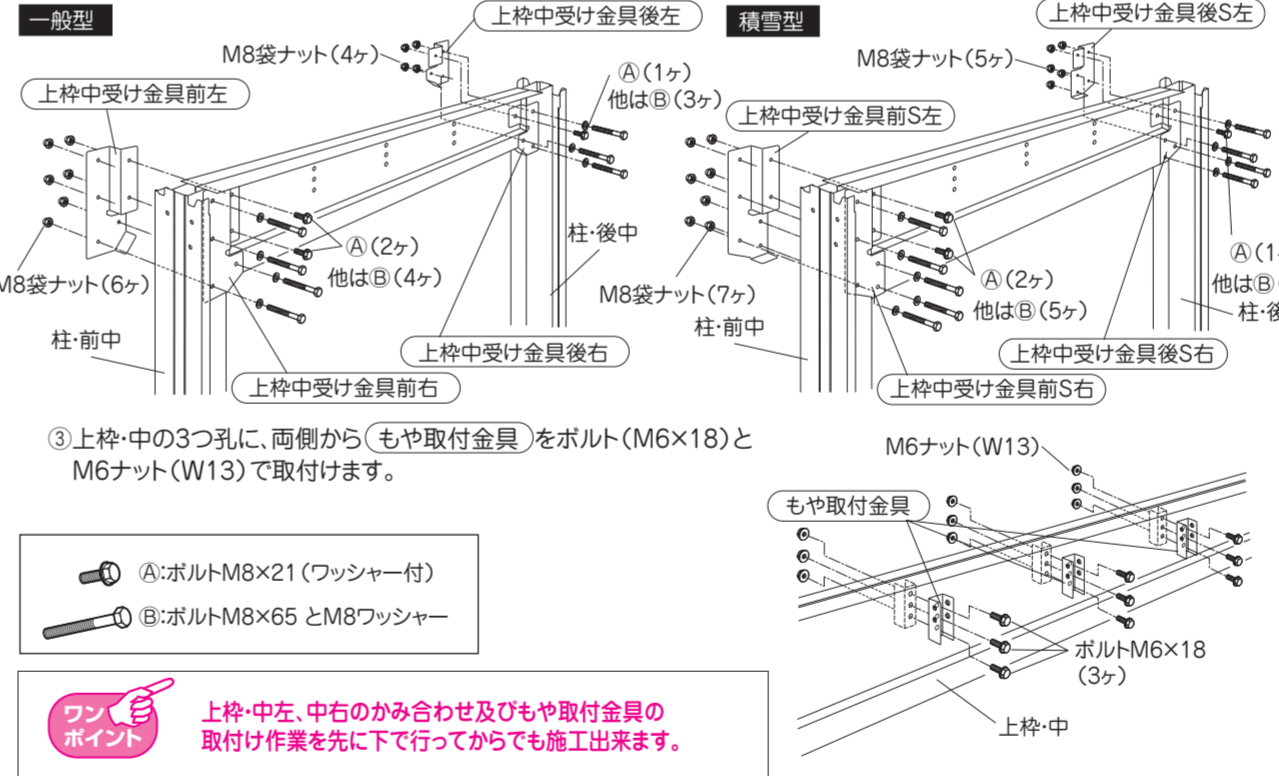 一般型
上枠中受け金具後左
M8袋ナット(4ヶ)
Ⓐ(1ヶ)
他はⒷ(3ヶ)
上枠中受け金具前左
Ⓐ(2ヶ)
他はⒷ(4ヶ)
柱・後中
M8袋ナット(6ヶ)
柱・前中
上枠中受け金具後右
上枠中受け金具前右
積雪型
上枠中受け金具後S左
M8袋ナット(5ヶ)
上枠中受け金具前S左
Ⓐ(1
他はⒷ
柱・後
Ⓐ(2ヶ)
他はⒷ(5ヶ)
M8袋ナット(7ヶ)
柱・前中
上枠中受け金具後S右
上枠中受け金具前S右
③上枠・中の3つ孔に、両側からもや取付金具をボルト(M6×18)と
M6ナット(W13)で取付けます。
M6ナット(W13)
もや取付金具
ボルトM6×18
(3ヶ)
上枠・中
Ⓐ:ボルトM8×21(ワッシャー付)
Ⓑ:ボルトM8×65 とM8ワッシャー
ワン
ポイント
上枠・中左、中右のかみ合わせ及びもや取付金具の
取付け作業を先に下で行ってからでも施工出来ます。